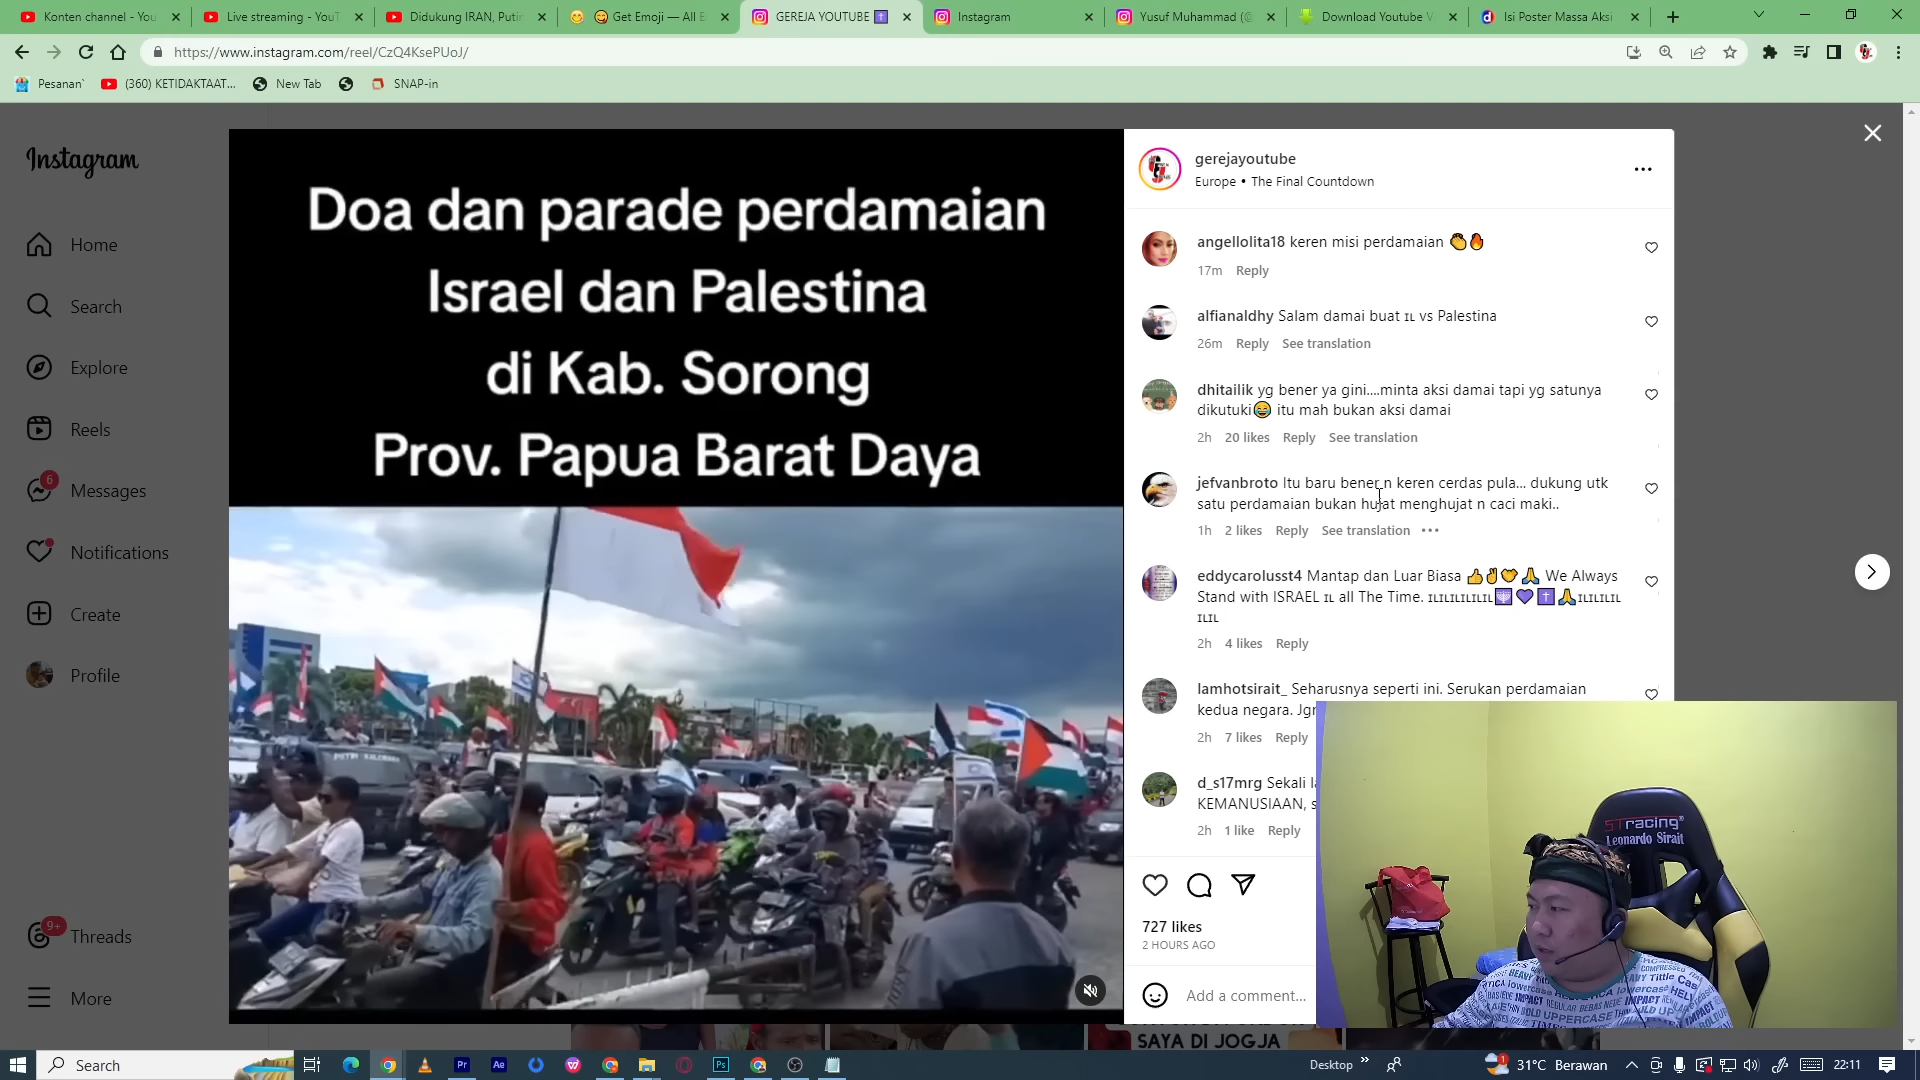 Konten channel - You
Live streaming - YouT
Didukung IRAN, Putin
Get Emoji — All E
GEREJA YOUTUBE
Instagram
Yusuf Muhammad (@
Download Youtube V
Isi Poster Massa Aksi
https://www.instagram.com/reel/CzQ4KsePUoJ/
Pesanan`
(360) KETIDAKTAAT...
New Tab
SNAP-in
Instagram
Home
Search
Explore
Reels
6
Messages
Notifications
Create
Profile
9+
Threads
More
Doa dan parade perdamaian
Israel dan Palestina
di Kab. Sorong
Prov. Papua Barat Daya
gerejayoutube
Europe • The Final Countdown
angellolita18 keren misi perdamaian 👏🔥
17m Reply
alfianaldhy Salam damai buat 🇮🇱 vs Palestina
26m Reply See translation
dhitailik yg bener ya gini....minta aksi damai tapi yg satunya
dikutuki😂 itu mah bukan aksi damai
2h 20 likes Reply See translation
jefvanbroto Itu baru bener n keren cerdas pula... dukung utk
satu perdamaian bukan hujat menghujat n caci maki..
1h 2 likes Reply See translation
eddycarolusst4 Mantap dan Luar Biasa 👍✌️🤝🙏 We Always
Stand with ISRAEL 🇮🇱 all The Time. 🇮🇱🇮🇱🇮🇱🇮🇱🇮🇱🕎💜✝️🙏🇮🇱🇮🇱🇮🇱
🇮🇱🇮🇱
2h 4 likes Reply
lamhotsirait_ Seharusnya seperti ini. Serukan perdamaian
kedua negara. Jgn
2h 7 likes Reply
d_s17mrg Sekali
KEMANUSIAAN,
2h 1 like Reply
727 likes
2 HOURS AGO
Add a comment...
STracing
Leonardo Sirait
SAYA DI JOGJA
Search
Pr
Ae
Ps
Desktop
1
31°C Berawan
22:11